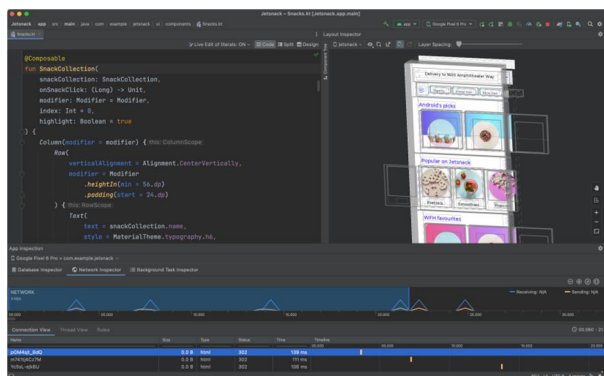 Jetsnack – Snacks.kt [Jetsnack.app.main]
Jetsnack app src main java com example jetsnack ui components Snacks.kt
app
Google Pixel 6 Pro
Snacks.kt
Layout Inspector
Live Edit of literals: ON
Code Split Design
jetsnack
Layer Spacing:
@Composable
fun SnackCollection(
snackCollection: SnackCollection,
onSnackClick: (Long) -> Unit,
modifier: Modifier = Modifier,
index: Int = 0,
highlight: Boolean = true
) {
Column(modifier = modifier) { this: ColumnScope
Row(
verticalAlignment = Alignment.CenterVertically,
modifier = Modifier
.heightIn(min = 56.dp)
.padding(start = 24.dp)
) { this: RowScope
Text(
text = snackCollection.name,
style = MaterialTheme.typography.h6,
Delivery to 1600 Amphitheater Way
Android's picks
Popular on Jetsnack
Pretzels
Smoothies
WFH favourites
App Inspection
Google Pixel 6 Pro > com.example.jetsnack
Database Inspector Network Inspector Background Task Inspector
NETWORK
Receiving: N/A Sending: N/A
Connection View Thread View Rules
Name Size Type Status Time Timeline
0.0 B html 302 139 ms
0.0 B html 302 111 ms
0.0 B html 302 108 ms